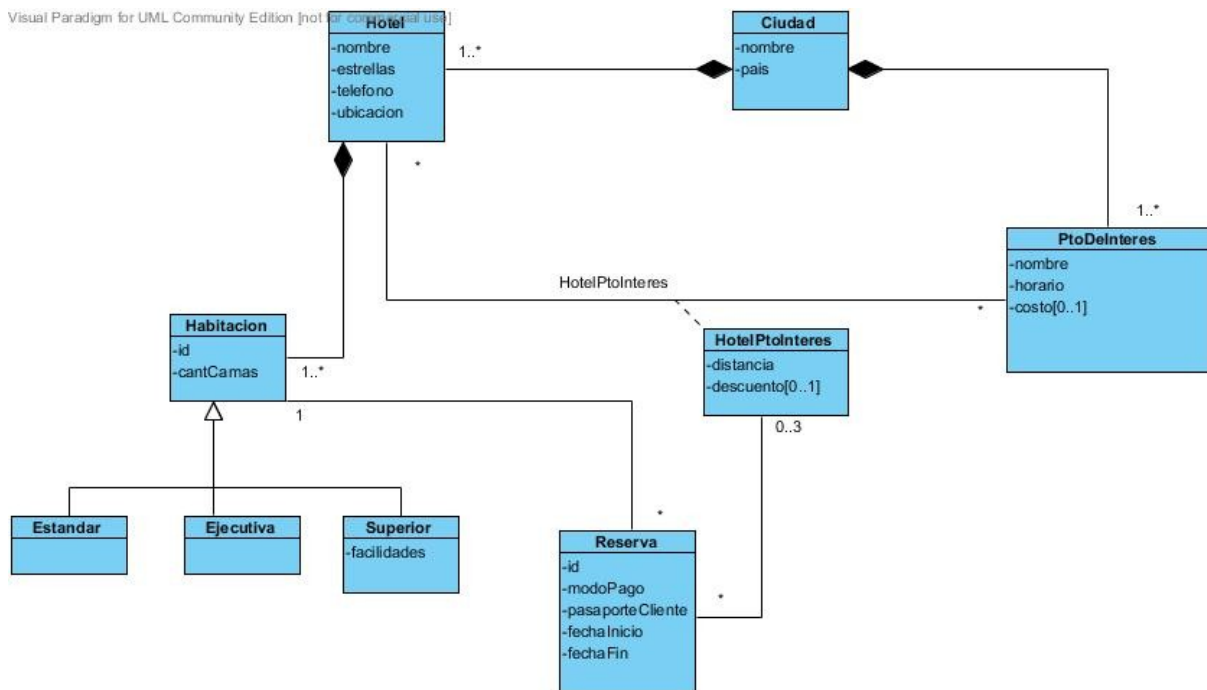 Visual Paradigm for UML Community Edition [not for commercial use]
Hotel
-nombre
-estrellas
-telefono
-ubicacion
1..*
Ciudad
-nombre
-pais
*
1..*
PtoDeInteres
-nombre
-horario
-costo[0..1]
HotelPtoInteres
*
Habitacion
-id
-cantCamas
1..*
1
HotelPtoInteres
-distancia
-descuento[0..1]
0..3
Estandar
Ejecutiva
Superior
-facilidades
*
Reserva
-id
-modoPago
-pasaporteCliente
-fechaInicio
-fechaFin
*